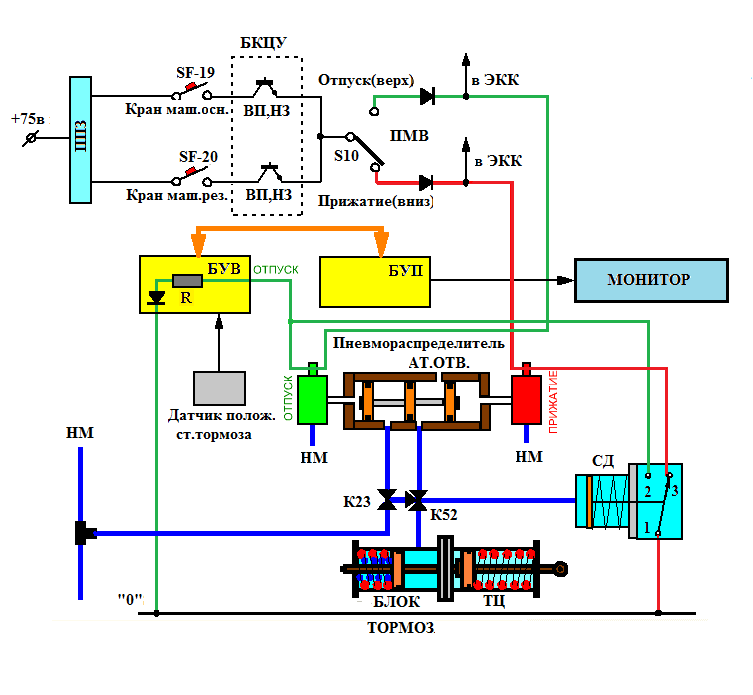 БКЦУ
SF-19
Отпуск(верх)
в ЭКК
Кран маш.осн.
ВП,НЗ
+75в
ППЗ
ПМВ
SF-20
S10
в ЭКК
Кран маш.рез.
ВП,НЗ
Прижатие(вниз)
БУВ
ОТПУСК
БУП
МОНИТОР
R
Пневмораспределитель
АТ.ОТВ.
ОТПУСК
ПРИЖАТИЕ
Датчик полож.
ст.тормоза
НМ
НМ
НМ
СД
2
3
1
К23
К52
БЛОК
ТЦ
"0"
ТОРМОЗ